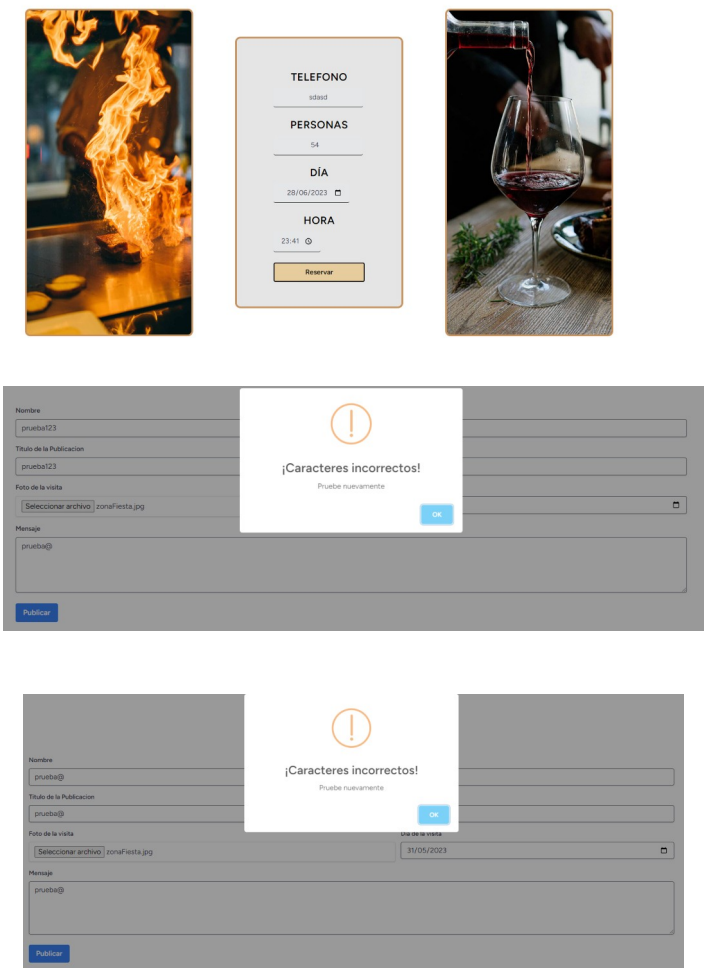 TELEFONO
sdasd
PERSONAS
54
DÍA
28/06/2023
HORA
23:41
Reservar
Nombre
prueba123
Titulo de la Publicacion
prueba123
Foto de la visita
Seleccionar archivo zonaFiesta.jpg
Mensaje
prueba@
Publicar
¡Caracteres incorrectos!
Pruebe nuevamente
OK
Nombre
prueba@
Titulo de la Publicacion
prueba@
Foto de la visita
Día de la visita
Seleccionar archivo zonaFiesta.jpg
31/05/2023
Mensaje
prueba@
Publicar
¡Caracteres incorrectos!
Pruebe nuevamente
OK